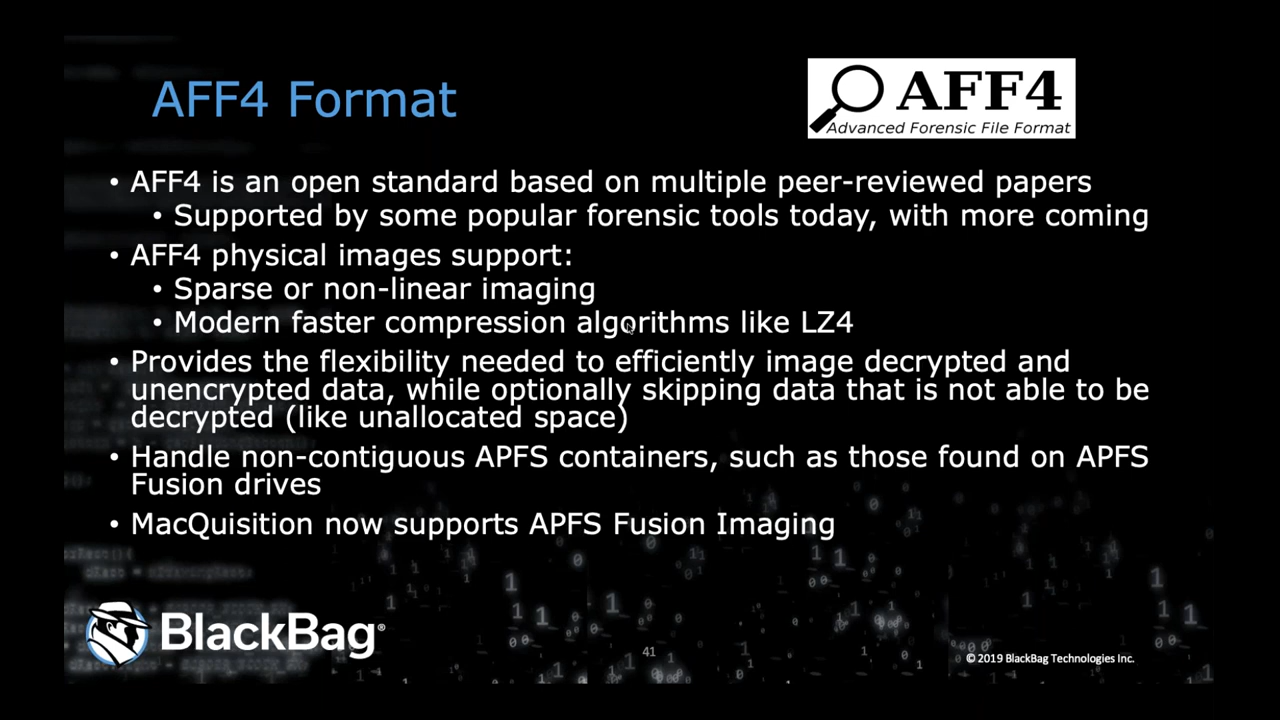 AFF4 Format
AFF4
Advanced Forensic File Format
• AFF4 is an open standard based on multiple peer-reviewed papers
• Supported by some popular forensic tools today, with more coming
• AFF4 physical images support:
• Sparse or non-linear imaging
• Modern faster compression algorithms like LZ4
• Provides the flexibility needed to efficiently image decrypted and
unencrypted data, while optionally skipping data that is not able to be
decrypted (like unallocated space)
• Handle non-contiguous APFS containers, such as those found on APFS
Fusion drives
• MacQuisition now supports APFS Fusion Imaging
BlackBag®
41
© 2019 BlackBag Technologies Inc.